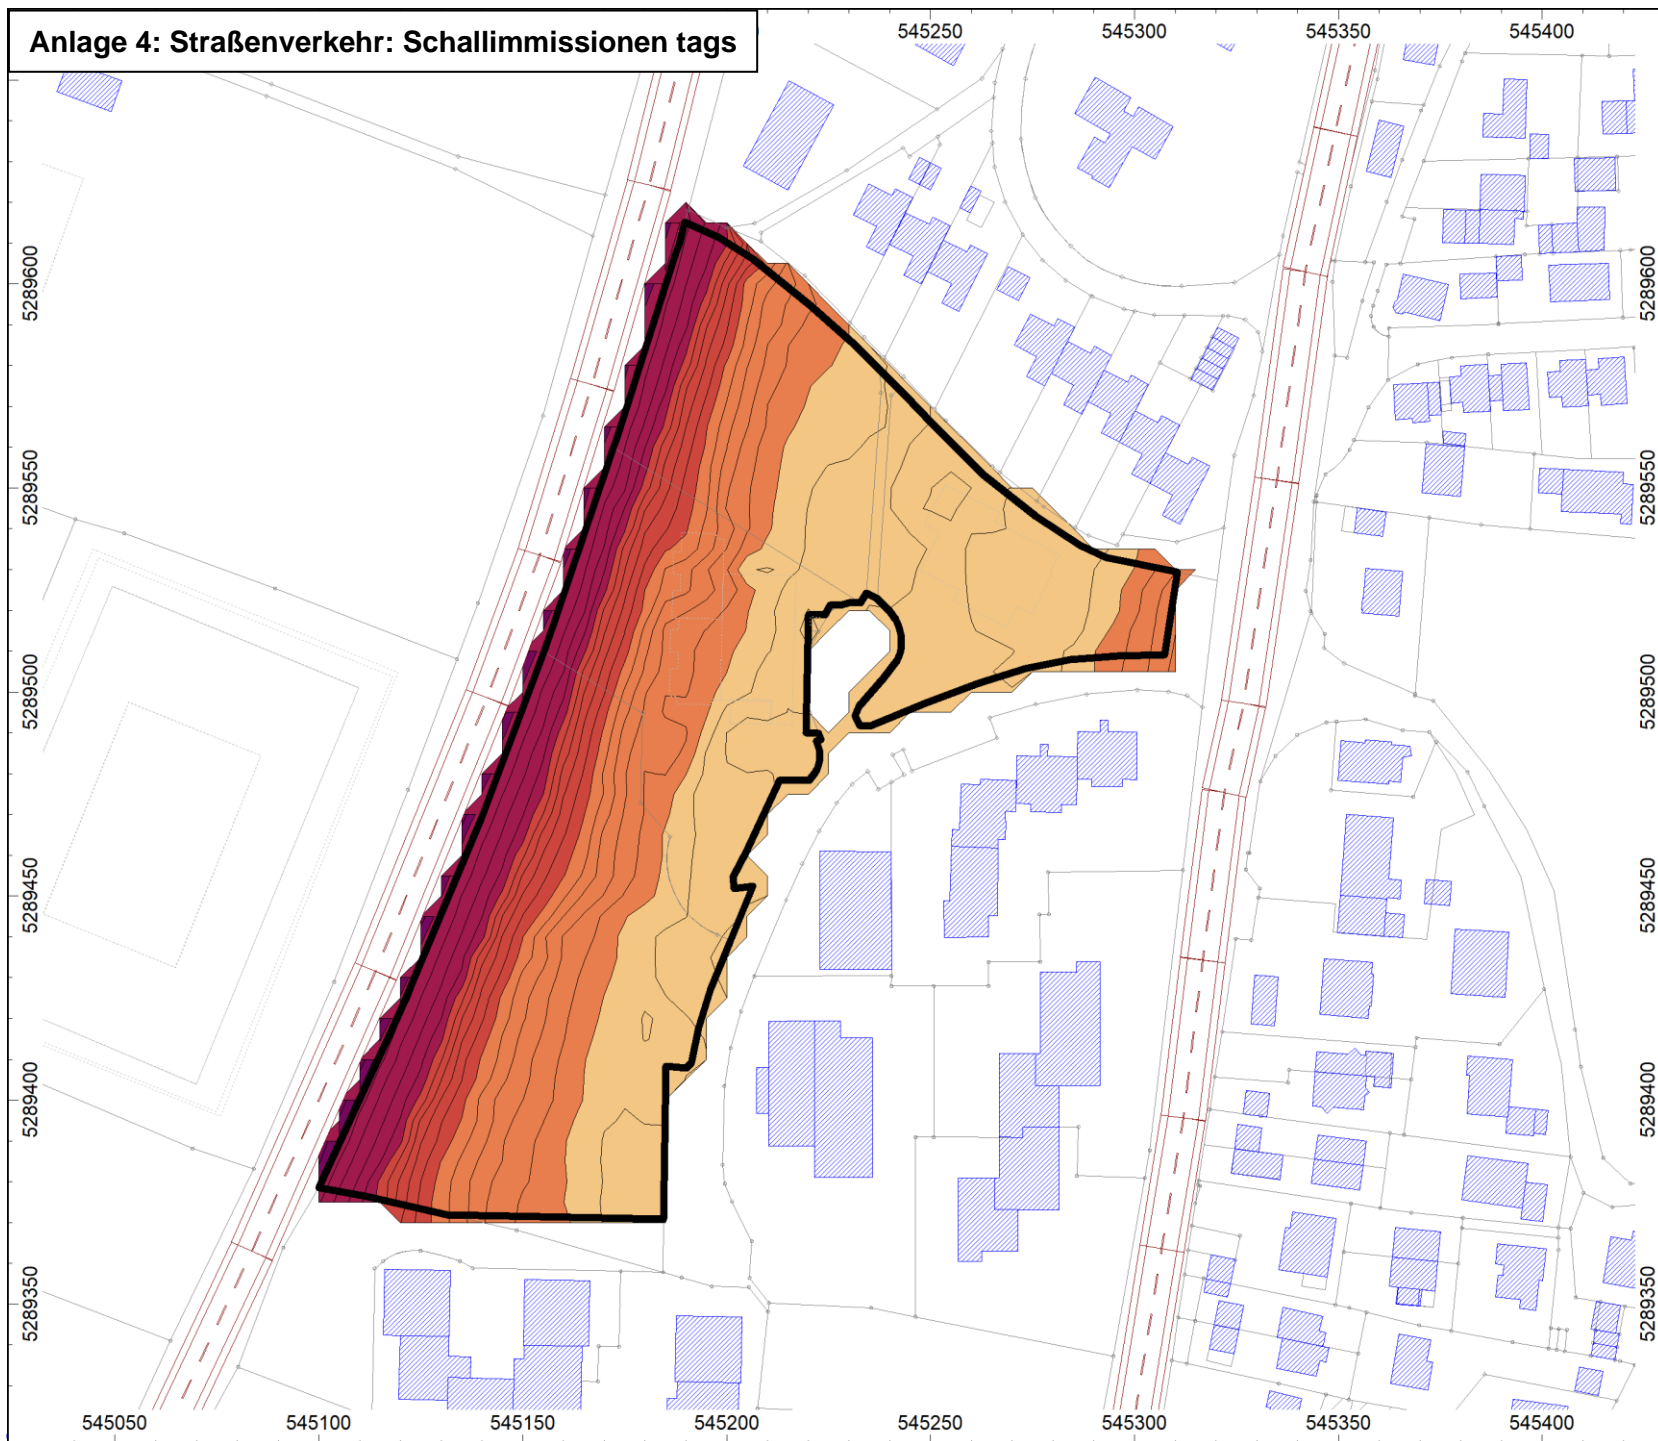 Anlage 4: Straßenverkehr: Schallimmissionen tags
545250 545300 545350 545400
5289600 5289600
5289550 5289550
5289500 5289500
5289450 5289450
5289400 5289400
5289350 5289350
545050 545100 545150 545200 545250 545300 545350 545400